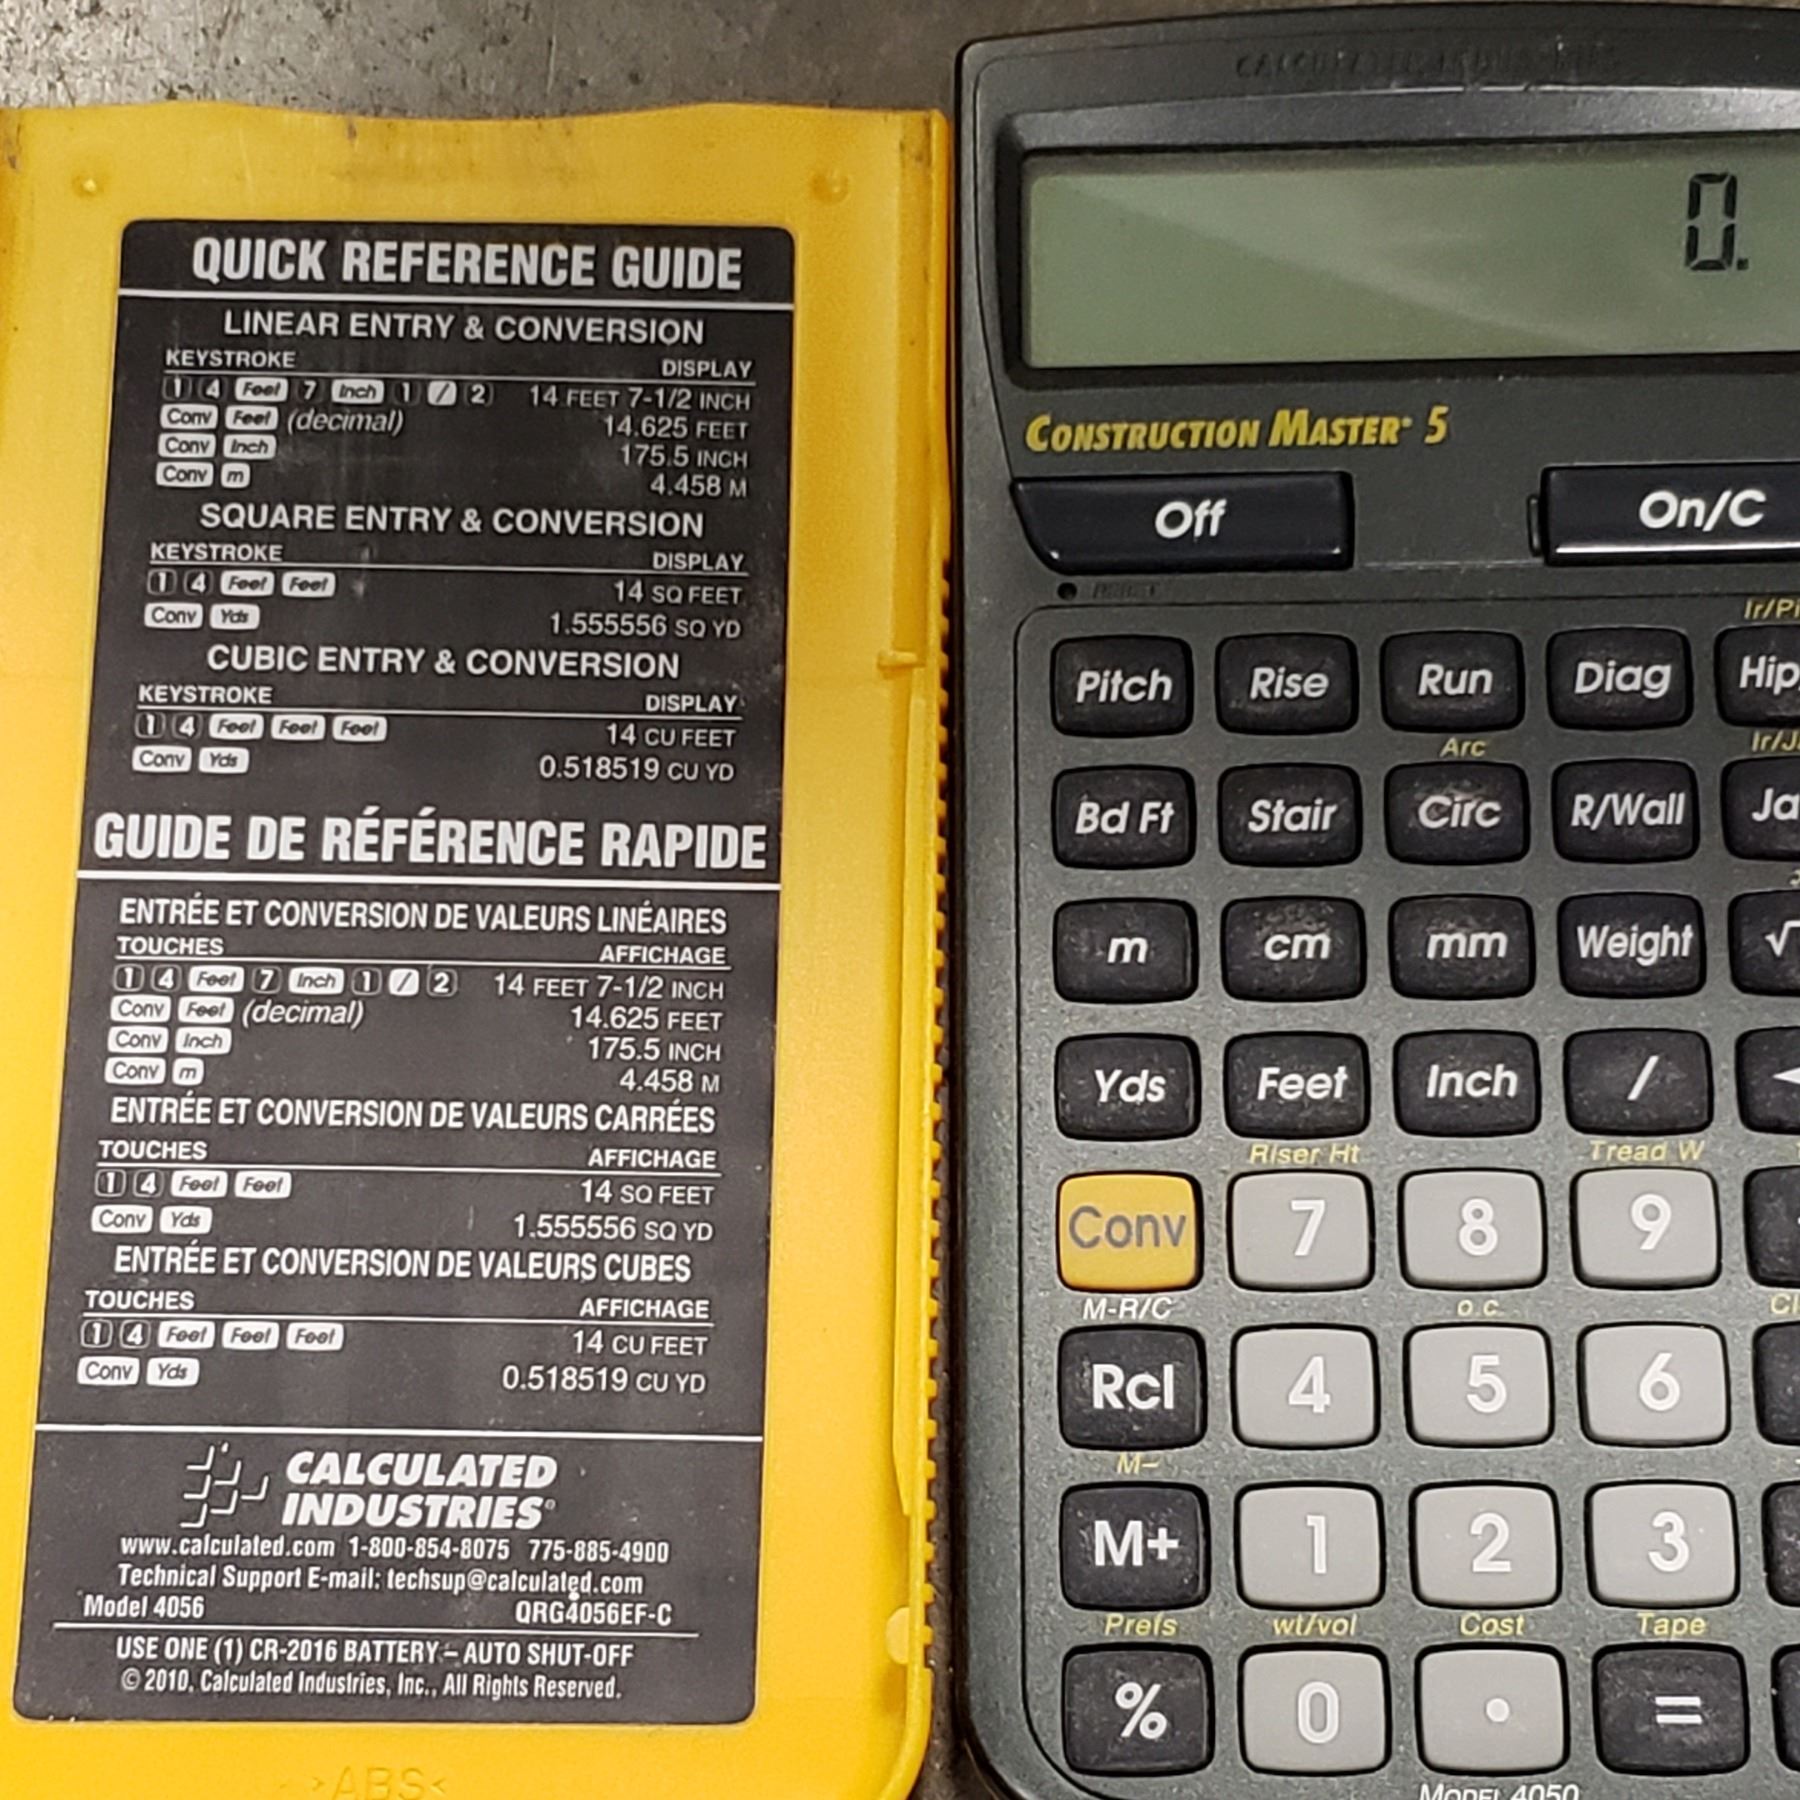 QUICK REFERENCE GUIDE
LINEAR ENTRY & CONVERSION
KEYSTROKE DISPLAY
1 4 Feet 7 Inch 1 / 2 14 FEET 7-1/2 INCH
Conv Feet (decimal) 14.625 FEET
Conv Inch 175.5 INCH
Conv m 4.458 M
SQUARE ENTRY & CONVERSION
KEYSTROKE DISPLAY
1 4 Feet Feet 14 SQ FEET
Conv Yds 1.555556 SQ YD
CUBIC ENTRY & CONVERSION
KEYSTROKE DISPLAY
1 4 Feet Feet Feet 14 CU FEET
Conv Yds 0.518519 CU YD
GUIDE DE RÉFÉRENCE RAPIDE
ENTRÉE ET CONVERSION DE VALEURS LINÉAIRES
TOUCHES AFFICHAGE
1 4 Feet 7 Inch 1 / 2 14 FEET 7-1/2 INCH
Conv Feet (decimal) 14.625 FEET
Conv Inch 175.5 INCH
Conv m 4.458 M
ENTRÉE ET CONVERSION DE VALEURS CARRÉES
TOUCHES AFFICHAGE
1 4 Feet Feet 14 SQ FEET
Conv Yds 1.555556 SQ YD
ENTRÉE ET CONVERSION DE VALEURS CUBES
TOUCHES AFFICHAGE
1 4 Feet Feet Feet 14 CU FEET
Conv Yds 0.518519 CU YD
CALCULATED
INDUSTRIES®
www.calculated.com 1-800-854-8075 775-885-4900
Technical Support E-mail: techsup@calculated.com
Model 4056 QRG4056EF-C
USE ONE (1) CR-2016 BATTERY – AUTO SHUT-OFF
© 2010, Calculated Industries, Inc., All Rights Reserved.
>ABS<
CALCULATED INDUSTRIES
0.
CONSTRUCTION MASTER® 5
Off On/C
Pitch Rise Run Diag Hip
Arc
Bd Ft Stair Circ R/Wall
m cm mm Weight √
Yds Feet Inch /
Riser Ht Tread W
Conv 7 8 9
M-R/C o.c.
Rcl 4 5 6
M–
M+ 1 2 3
Prefs wt/vol Cost Tape
% 0 . =
MODEL 4050